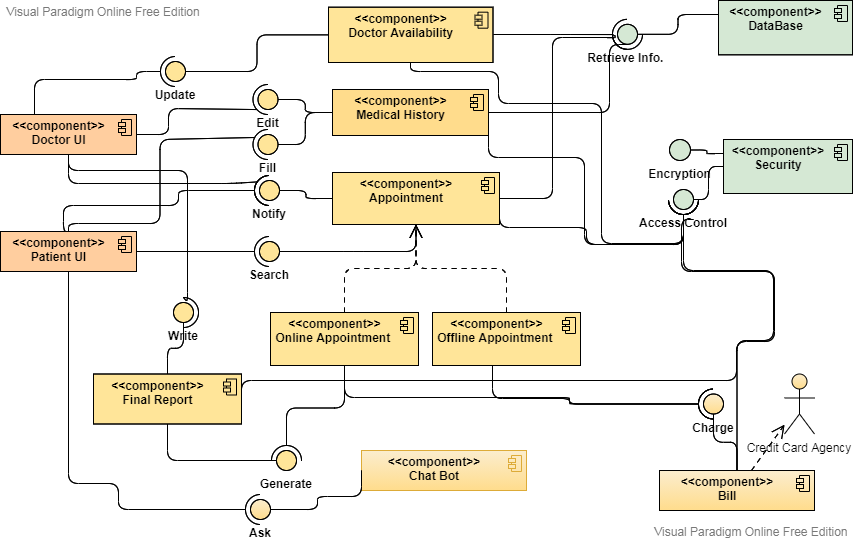 Visual Paradigm Online Free Edition
<<component>>
Doctor Availability
<<component>>
DataBase
Retrieve Info.
Update
<<component>>
Medical History
Edit
<<component>>
Doctor UI
Fill
<<component>>
Security
Encryption
<<component>>
Appointment
Notify
Access Control
<<component>>
Patient UI
Search
Write
<<component>>
Online Appointment
<<component>>
Offline Appointment
<<component>>
Final Report
Charge
Credit Card Agency
Generate
<<component>>
Chat Bot
<<component>>
Bill
Ask
Visual Paradigm Online Free Edition